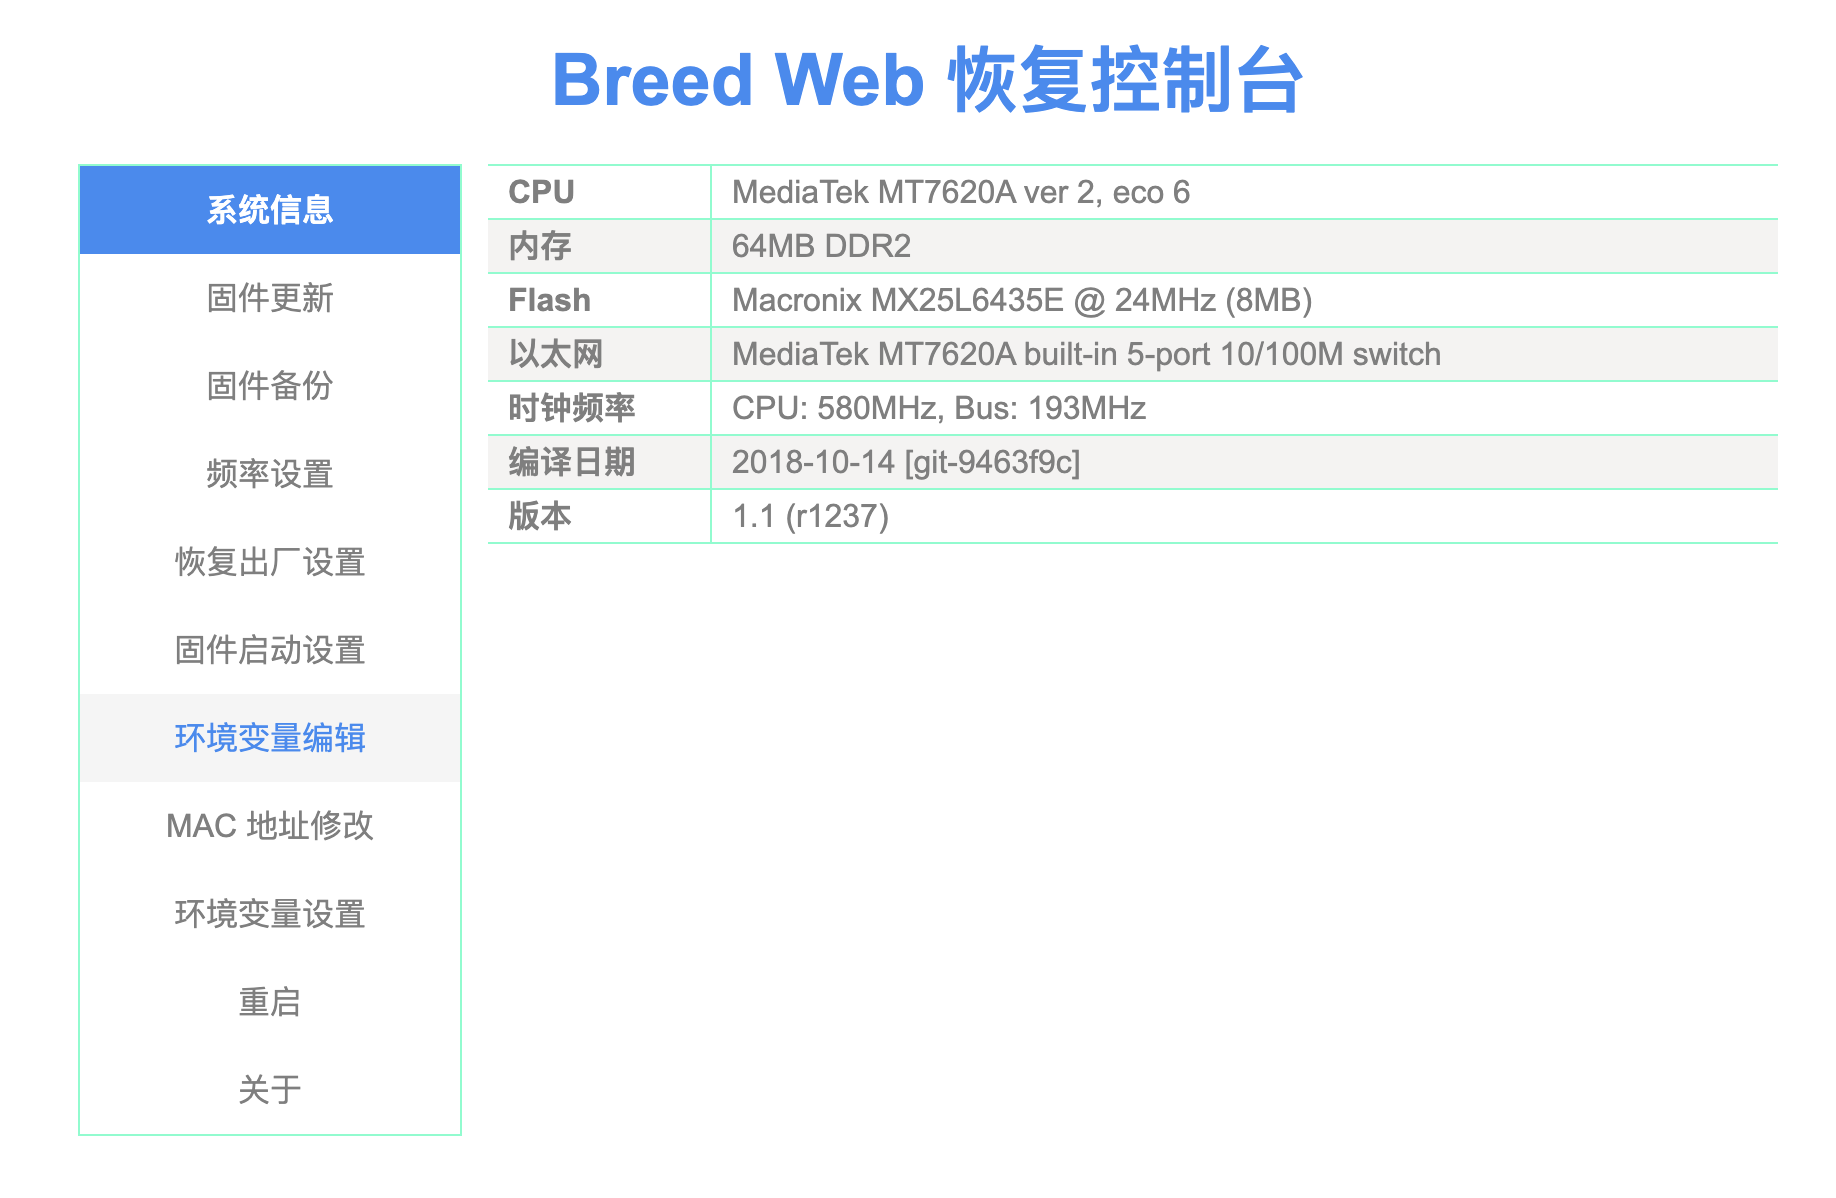 Breed Web 恢复控制台
系统信息
固件更新
固件备份
频率设置
恢复出厂设置
固件启动设置
环境变量编辑
MAC 地址修改
环境变量设置
重启
关于
CPU MediaTek MT7620A ver 2, eco 6
内存 64MB DDR2
Flash Macronix MX25L6435E @ 24MHz (8MB)
以太网 MediaTek MT7620A built-in 5-port 10/100M switch
时钟频率 CPU: 580MHz, Bus: 193MHz
编译日期 2018-10-14 [git-9463f9c]
版本 1.1 (r1237)